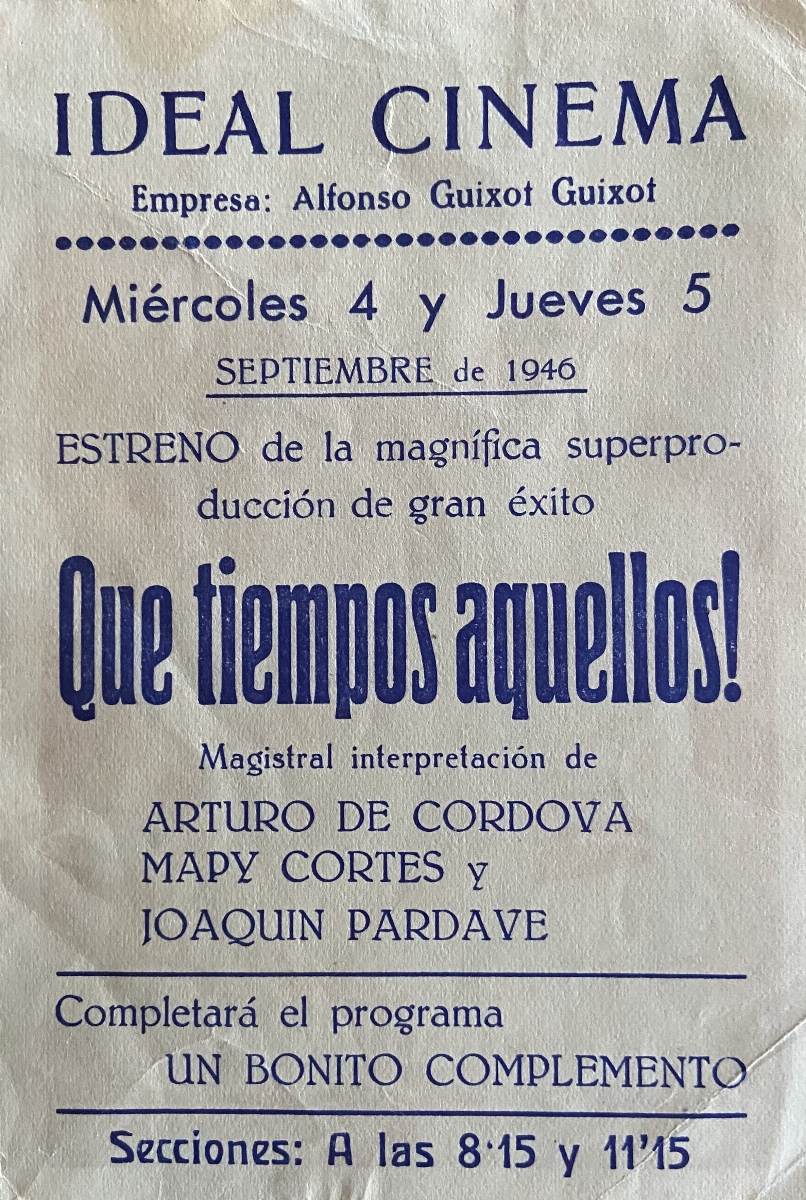 IDEAL CINEMA
Empresa: Alfonso Guixot Guixot
Miércoles 4 y Jueves 5
SEPTIEMBRE de 1946
ESTRENO de la magnífica superpro-
ducción de gran éxito
Que tiempos aquellos!
Magistral interpretación de
ARTURO DE CORDOVA
MAPY CORTES y
JOAQUIN PARDAVE
Completará el programa
UN BONITO COMPLEMENTO
Secciones: A las 8·15 y 11'15